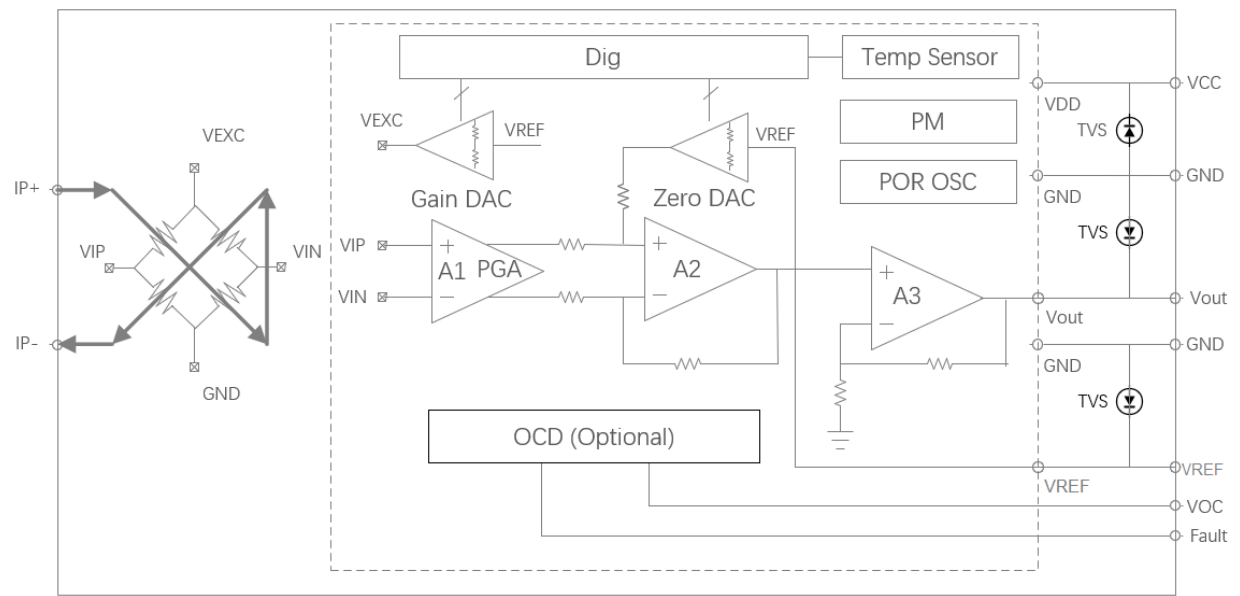 Dig
Temp Sensor
VCC
VDD
VEXC
VREF
VREF
PM
TVS
VEXC
IP+
Gain DAC
Zero DAC
POR OSC
GND
GND
VIP
VIN
VIP
A1
PGA
A2
TVS
VIN
A3
Vout
Vout
IP-
GND
GND
GND
TVS
OCD (Optional)
VREF
VREF
VOC
Fault